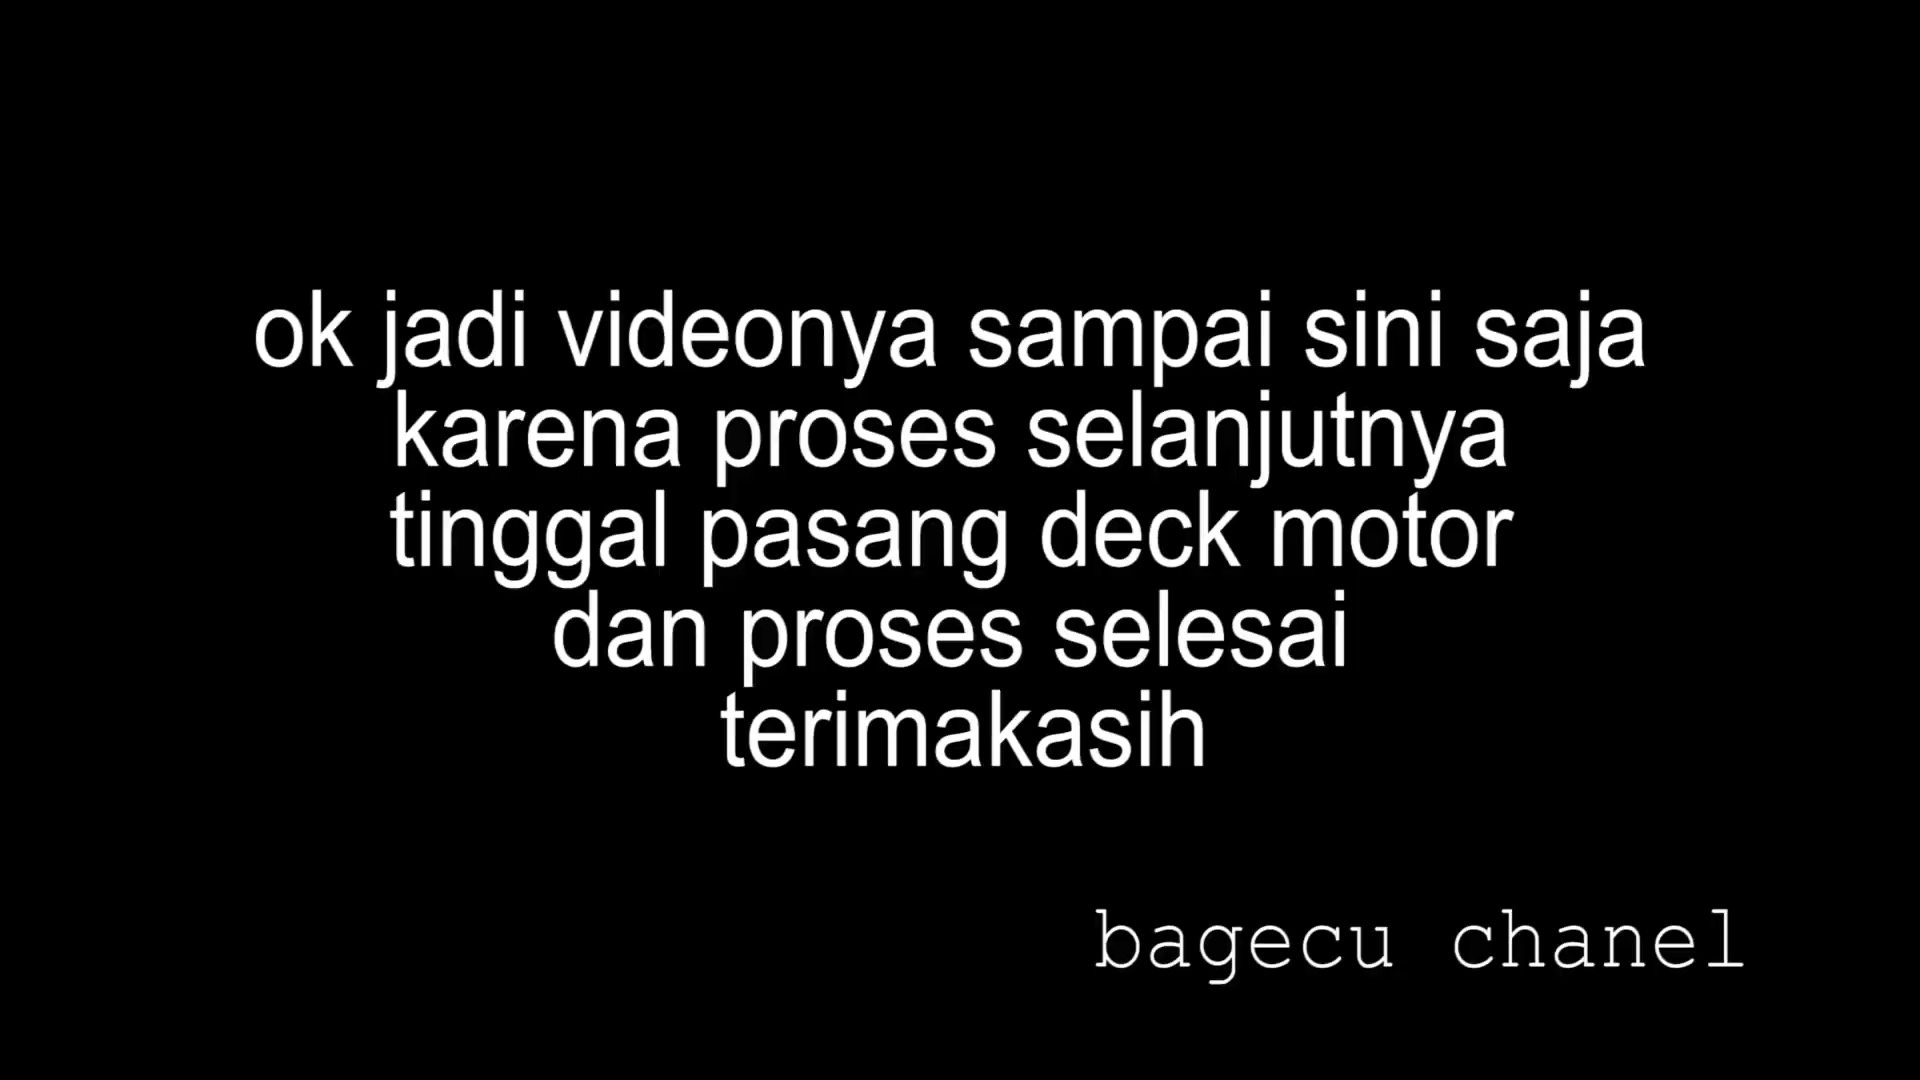 ok jadi videonya sampai sini saja
karena proses selanjutnya
tinggal pasang deck motor
dan proses selesai
terimakasih
bagecu chanel